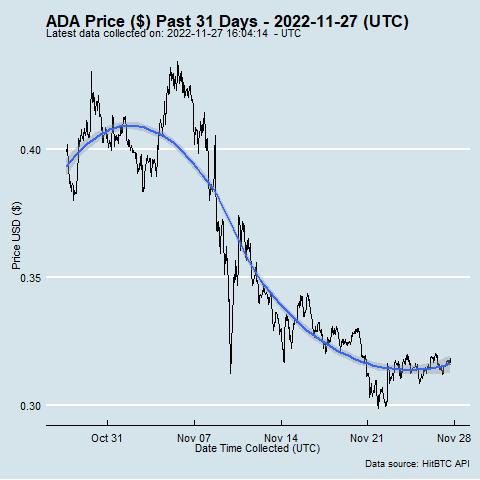 ADA Price ($) Past 31 Days - 2022-11-27 (UTC)
Latest data collected on: 2022-11-27 16:04:14  - UTC
0.40
0.35
0.30
Price USD ($)
Oct 31 Nov 07 Nov 14 Nov 21 Nov 28
Date Time Collected (UTC)
Data source: HitBTC API